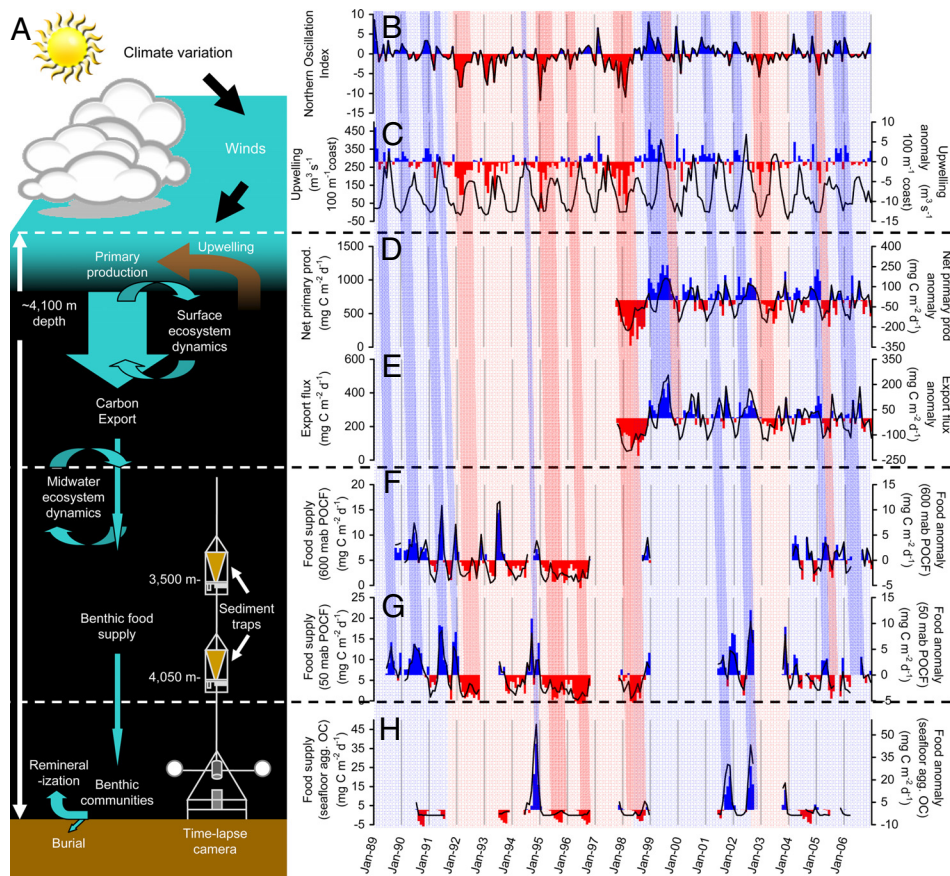 A
Climate variation
Winds
Upwelling
Primary
production
~4,100 m
depth
Surface
ecosystem
dynamics
Carbon
Export
Midwater
ecosystem
dynamics
3,500 m-
Sediment
traps
Benthic food
supply
4,050 m-
Remineral
-ization
Benthic
communities
Burial
Time-lapse
camera
B
Northern Oscillation
Index
10
5
0
-5
-10
-15
C
Upwelling
(m³ s⁻¹
100 m⁻¹ coast)
450
350
250
150
50
-50
10
5
0
-5
-10
-15
Upwelling
anomaly (m³ s⁻¹
100 m⁻¹ coast)
D
Net primary prod.
(mg C m⁻² d⁻¹)
1500
1000
500
0
400
250
100
-50
-200
-350
Net primary prod
anomaly
(mg C m⁻² d⁻¹)
E
Export flux
(mg C m⁻² d⁻¹)
600
400
200
0
350
200
50
-100
-250
Export flux
anomaly
(mg C m⁻² d⁻¹)
F
Food supply
(600 mab POCF)
(mg C m⁻² d⁻¹)
20
15
10
5
0
15
10
5
0
-5
Food anomaly
(600 mab POCF)
(mg C m⁻² d⁻¹)
G
Food supply
(50 mab POCF)
(mg C m⁻² d⁻¹)
25
20
15
10
5
0
15
10
5
0
-5
Food anomaly
(50 mab POCF)
(mg C m⁻² d⁻¹)
H
Food supply
(seafloor agg. OC)
(mg C m⁻² d⁻¹)
45
35
25
15
5
-5
50
30
10
-10
Food anomaly
(seafloor agg. OC)
(mg C m⁻² d⁻¹)
Jan-89
Jan-90
Jan-91
Jan-92
Jan-93
Jan-94
Jan-95
Jan-96
Jan-97
Jan-98
Jan-99
Jan-00
Jan-01
Jan-02
Jan-03
Jan-04
Jan-05
Jan-06